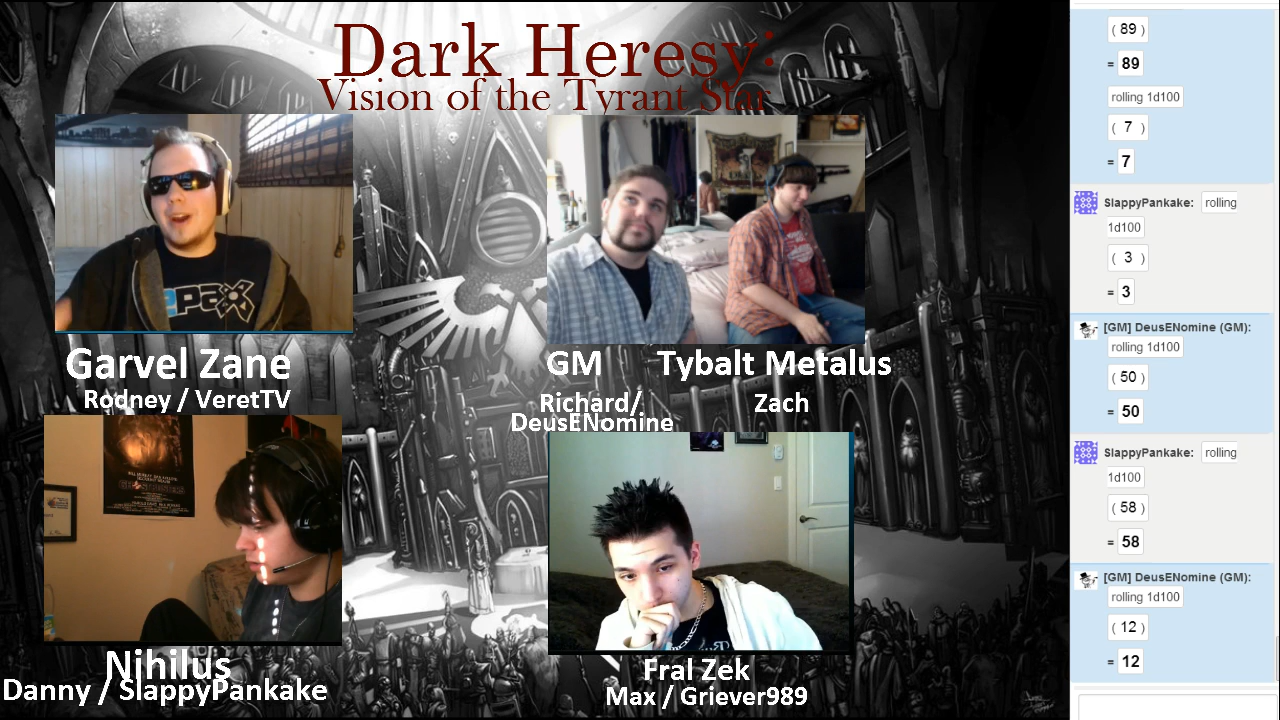 Dark Heresy:
Vision of the Tyrant Star
Garvel Zane
Rodney / VeretTV
GM
Tybalt Metalus
Richard/
DeusENomine
Zach
Nihilus
Danny / SlappyPankake
Fral Zek
Max / Griever989
( 89 )
= 89
rolling 1d100
( 7 )
= 7
SlappyPankake: rolling
1d100
( 3 )
= 3
[GM] DeusENomine (GM):
rolling 1d100
( 50 )
= 50
SlappyPankake: rolling
1d100
( 58 )
= 58
[GM] DeusENomine (GM):
rolling 1d100
( 12 )
= 12